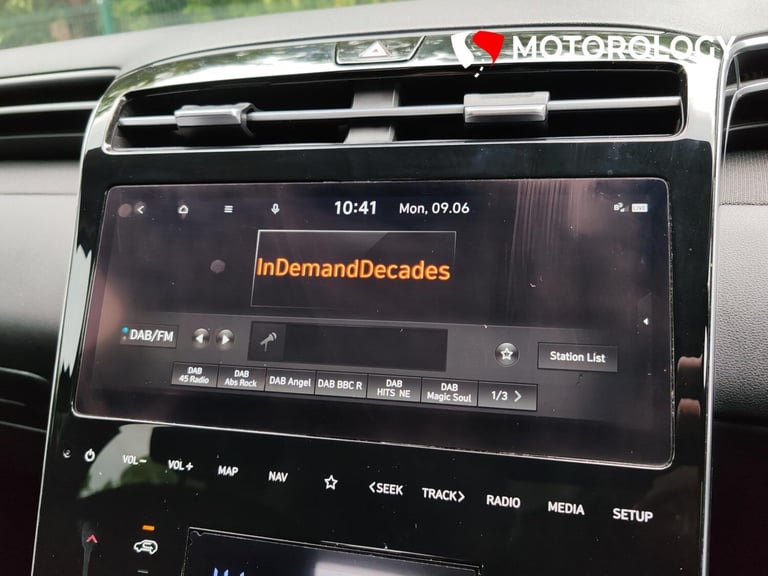 MOTOROLOGY
10:41 Mon, 09.06
LIVE
InDemandDecades
DAB/FM
Station List
DAB 45 Radio
DAB Abs Rock
DAB Angel
DAB BBC R
DAB HITS NE
DAB Magic Soul
1/3
VOL- VOL+ MAP NAV <SEEK TRACK> RADIO MEDIA SETUP